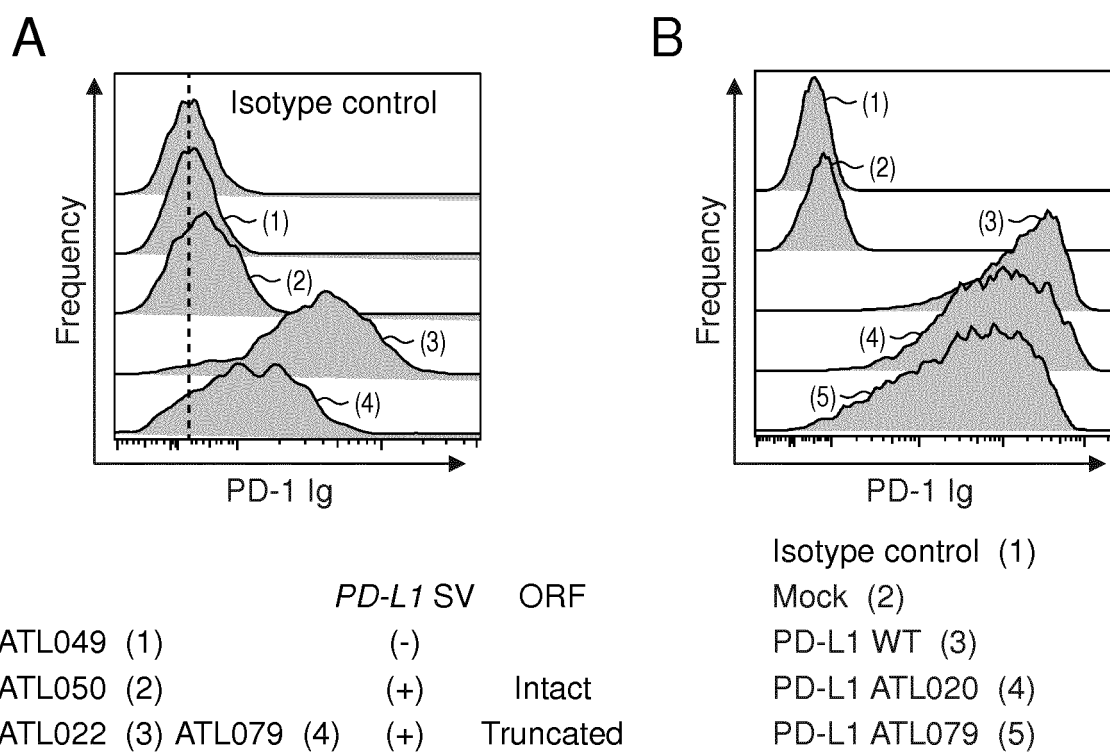 A
Isotype control
(1)
(2)
(3)
(4)
Frequency
PD-1 Ig
PD-L1 SV ORF
ATL049 (1) (-)
ATL050 (2) (+) Intact
ATL022 (3) ATL079 (4) (+) Truncated
B
(1)
(2)
(3)
(4)
(5)
Frequency
PD-1 Ig
Isotype control (1)
Mock (2)
PD-L1 WT (3)
PD-L1 ATL020 (4)
PD-L1 ATL079 (5)